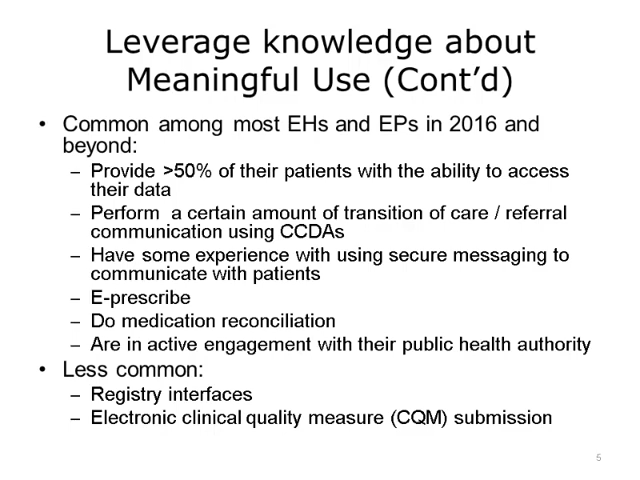 Leverage knowledge about
Meaningful Use (Cont’d)
• Common among most EHs and EPs in 2016 and
beyond:
– Provide >50% of their patients with the ability to access
their data
– Perform a certain amount of transition of care / referral
communication using CCDAs
– Have some experience with using secure messaging to
communicate with patients
– E-prescribe
– Do medication reconciliation
– Are in active engagement with their public health authority
• Less common:
– Registry interfaces
– Electronic clinical quality measure (CQM) submission
5